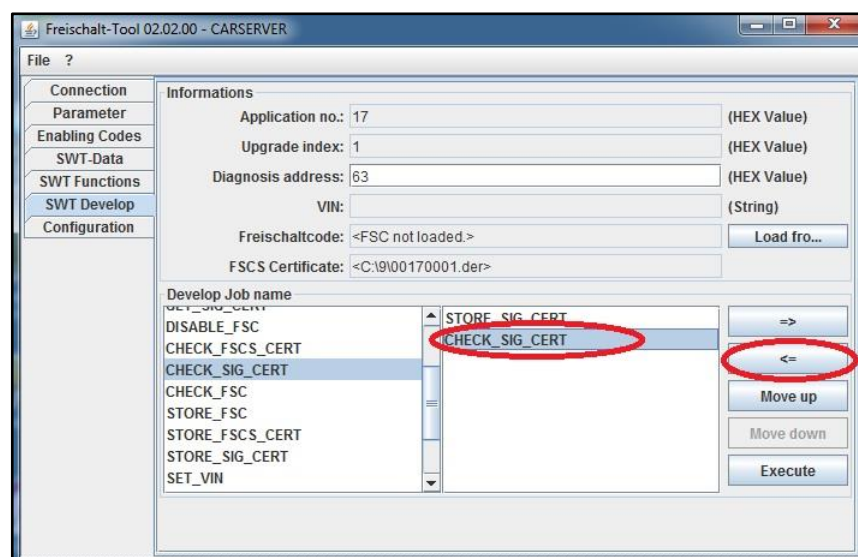 Freischalt-Tool 02.02.00 - CARSERVER
File ?
Connection
Parameter
Enabling Codes
SWT-Data
SWT Functions
SWT Develop
Configuration
Informations
Application no.: 17 (HEX Value)
Upgrade index: 1 (HEX Value)
Diagnosis address: 63 (HEX Value)
VIN: (String)
Freischaltcode: <FSC not loaded.> Load fro...
FSCS Certificate: <C:\9\00170001.der>
Develop Job name
GET_SIG_CERT
DISABLE_FSC
CHECK_FSCS_CERT
CHECK_SIG_CERT
CHECK_FSC
STORE_FSC
STORE_FSCS_CERT
STORE_SIG_CERT
SET_VIN
STORE_SIG_CERT
CHECK_SIG_CERT
=>
<=
Move up
Move down
Execute